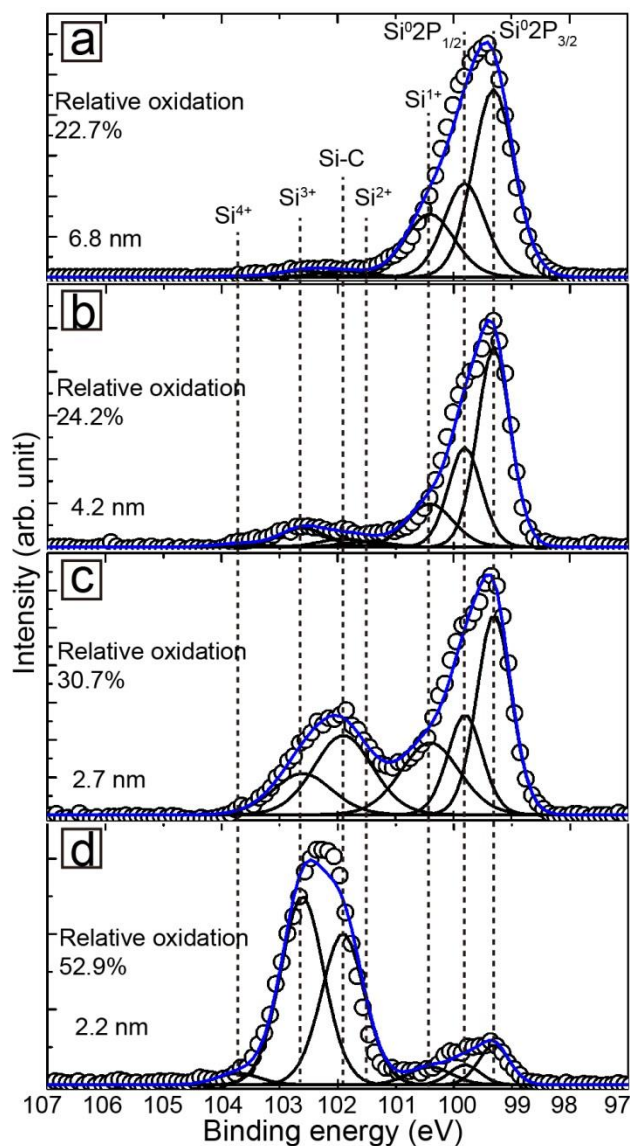 a
Si⁰2P₁/₂
Si⁰2P₃/₂
Relative oxidation
22.7%
Si¹⁺
Si-C
Si⁴⁺
Si³⁺
Si²⁺
6.8 nm
b
Relative oxidation
24.2%
4.2 nm
c
Relative oxidation
30.7%
2.7 nm
d
Relative oxidation
52.9%
2.2 nm
Intensity (arb. unit)
107 106 105 104 103 102 101 100 99 98 97
Binding energy (eV)